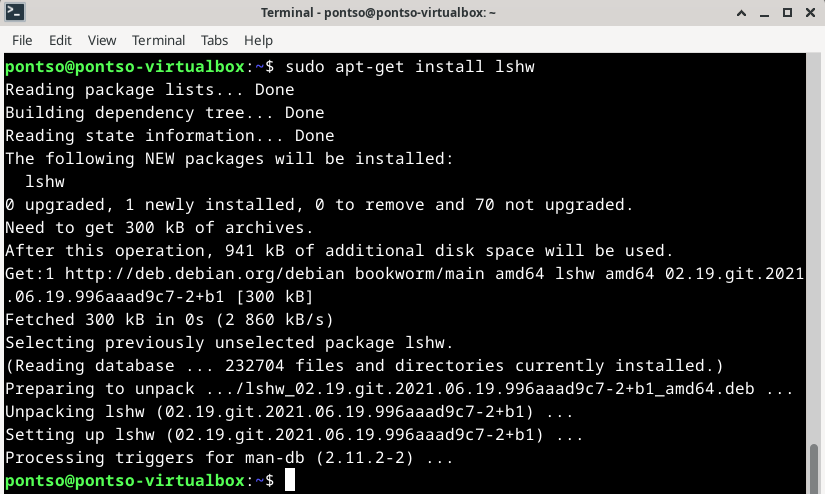 Terminal - pontso@pontso-virtualbox: ~
File Edit View Terminal Tabs Help
pontso@pontso-virtualbox:~$ sudo apt-get install lshw
Reading package lists... Done
Building dependency tree... Done
Reading state information... Done
The following NEW packages will be installed:
  lshw
0 upgraded, 1 newly installed, 0 to remove and 70 not upgraded.
Need to get 300 kB of archives.
After this operation, 941 kB of additional disk space will be used.
Get:1 http://deb.debian.org/debian bookworm/main amd64 lshw amd64 02.19.git.2021
.06.19.996aaad9c7-2+b1 [300 kB]
Fetched 300 kB in 0s (2 860 kB/s)
Selecting previously unselected package lshw.
(Reading database ... 232704 files and directories currently installed.)
Preparing to unpack .../lshw_02.19.git.2021.06.19.996aaad9c7-2+b1_amd64.deb ...
Unpacking lshw (02.19.git.2021.06.19.996aaad9c7-2+b1) ...
Setting up lshw (02.19.git.2021.06.19.996aaad9c7-2+b1) ...
Processing triggers for man-db (2.11.2-2) ...
pontso@pontso-virtualbox:~$